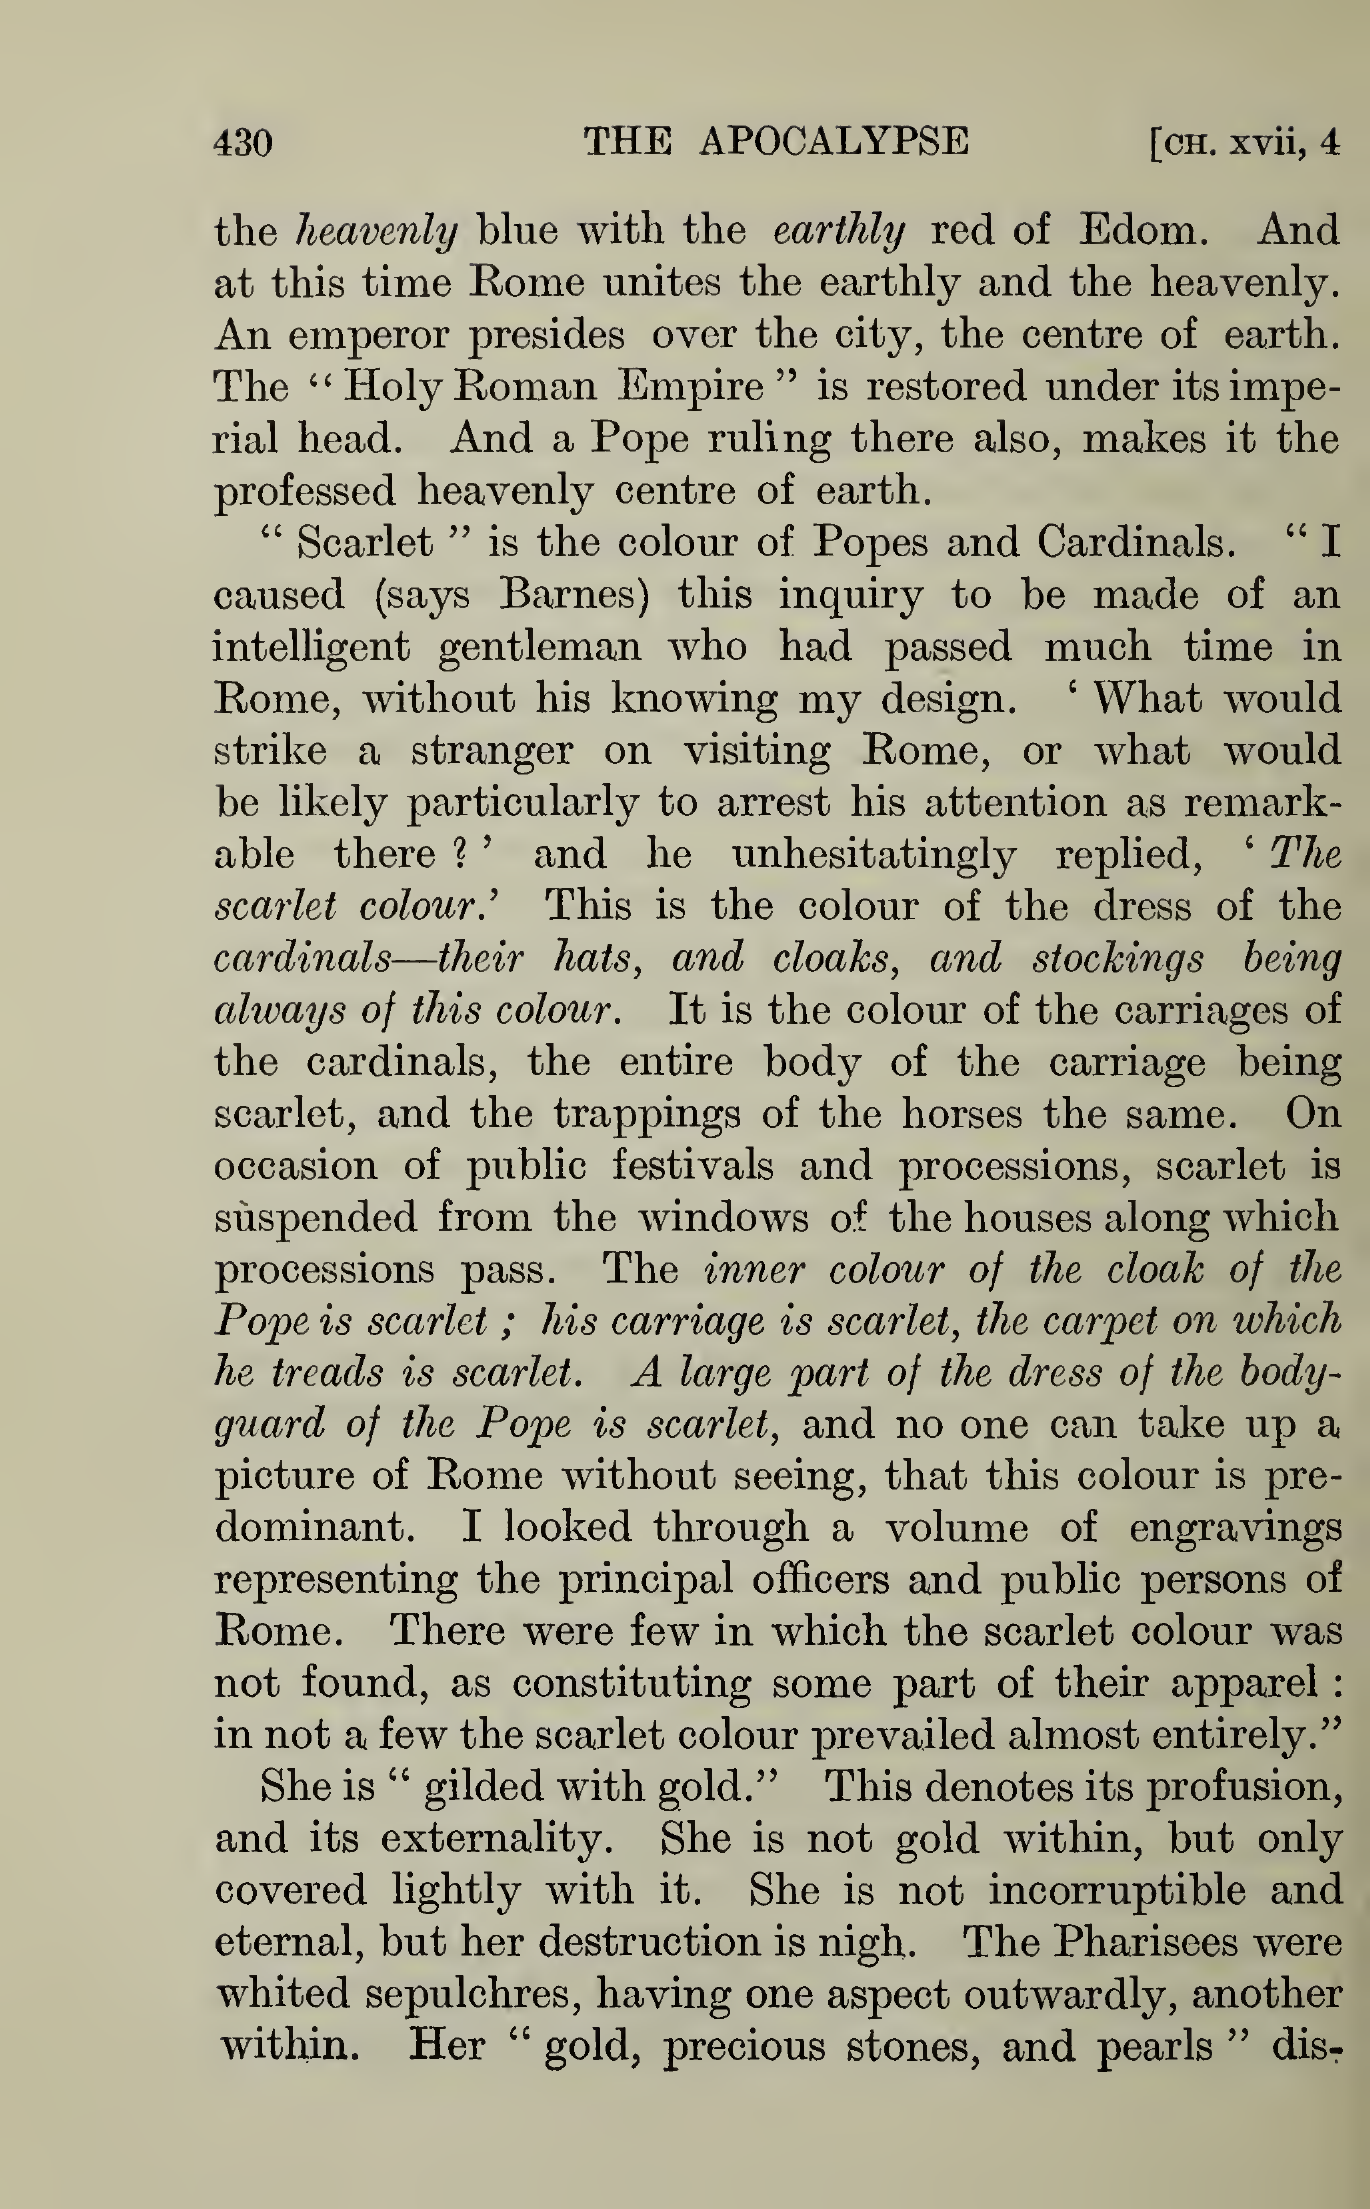 430 THE APOCALYPSE [CH. xvii, 4
the heavenly blue with the earthly red of Edom. And
at this time Rome unites the earthly and the heavenly.
An emperor presides over the city, the centre of earth.
The “ Holy Roman Empire ” is restored under its impe-
rial head. And a Pope ruling there also, makes it the
professed heavenly centre of earth.
“ Scarlet ” is the colour of Popes and Cardinals. “ I
caused (says Barnes) this inquiry to be made of an
intelligent gentleman who had passed much time in
Rome, without his knowing my design. ‘ What would
strike a stranger on visiting Rome, or what would
be likely particularly to arrest his attention as remark-
able there ? ’ and he unhesitatingly replied, ‘ The
scarlet colour.’ This is the colour of the dress of the
cardinals—their hats, and cloaks, and stockings being
always of this colour. It is the colour of the carriages of
the cardinals, the entire body of the carriage being
scarlet, and the trappings of the horses the same. On
occasion of public festivals and processions, scarlet is
suspended from the windows of the houses along which
processions pass. The inner colour of the cloak of the
Pope is scarlet ; his carriage is scarlet, the carpet on which
he treads is scarlet. A large part of the dress of the body-
guard of the Pope is scarlet, and no one can take up a
picture of Rome without seeing, that this colour is pre-
dominant. I looked through a volume of engravings
representing the principal officers and public persons of
Rome. There were few in which the scarlet colour was
not found, as constituting some part of their apparel :
in not a few the scarlet colour prevailed almost entirely.”
She is “ gilded with gold.” This denotes its profusion,
and its externality. She is not gold within, but only
covered lightly with it. She is not incorruptible and
eternal, but her destruction is nigh. The Pharisees were
whited sepulchres, having one aspect outwardly, another
within. Her “ gold, precious stones, and pearls ” dis-